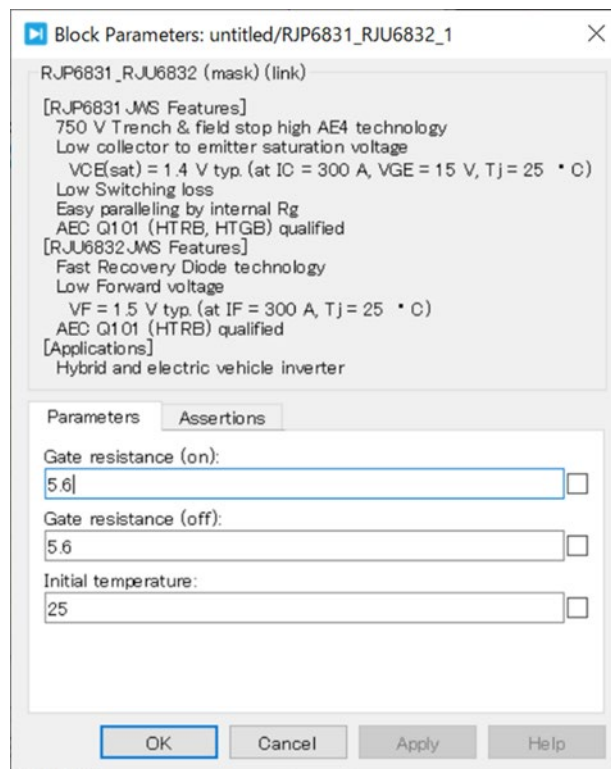 Block Parameters: untitled/RJP6831_RJU6832_1
RJP6831_RJU6832 (mask) (link)
[RJP6831JWS Features]
750 V Trench & field stop high AE4 technology
Low collector to emitter saturation voltage
VCE(sat) = 1.4 V typ. (at IC = 300 A, VGE = 15 V, Tj = 25 ・C)
Low Switching loss
Easy paralleling by internal Rg
AEC Q101 (HTRB, HTGB) qualified
[RJU6832JWS Features]
Fast Recovery Diode technology
Low Forward voltage
VF = 1.5 V typ. (at IF = 300 A, Tj = 25 ・C)
AEC Q101 (HTRB) qualified
[Applications]
Hybrid and electric vehicle inverter
Parameters Assertions
Gate resistance (on):
5.6
Gate resistance (off):
5.6
Initial temperature:
25
OK Cancel Apply Help